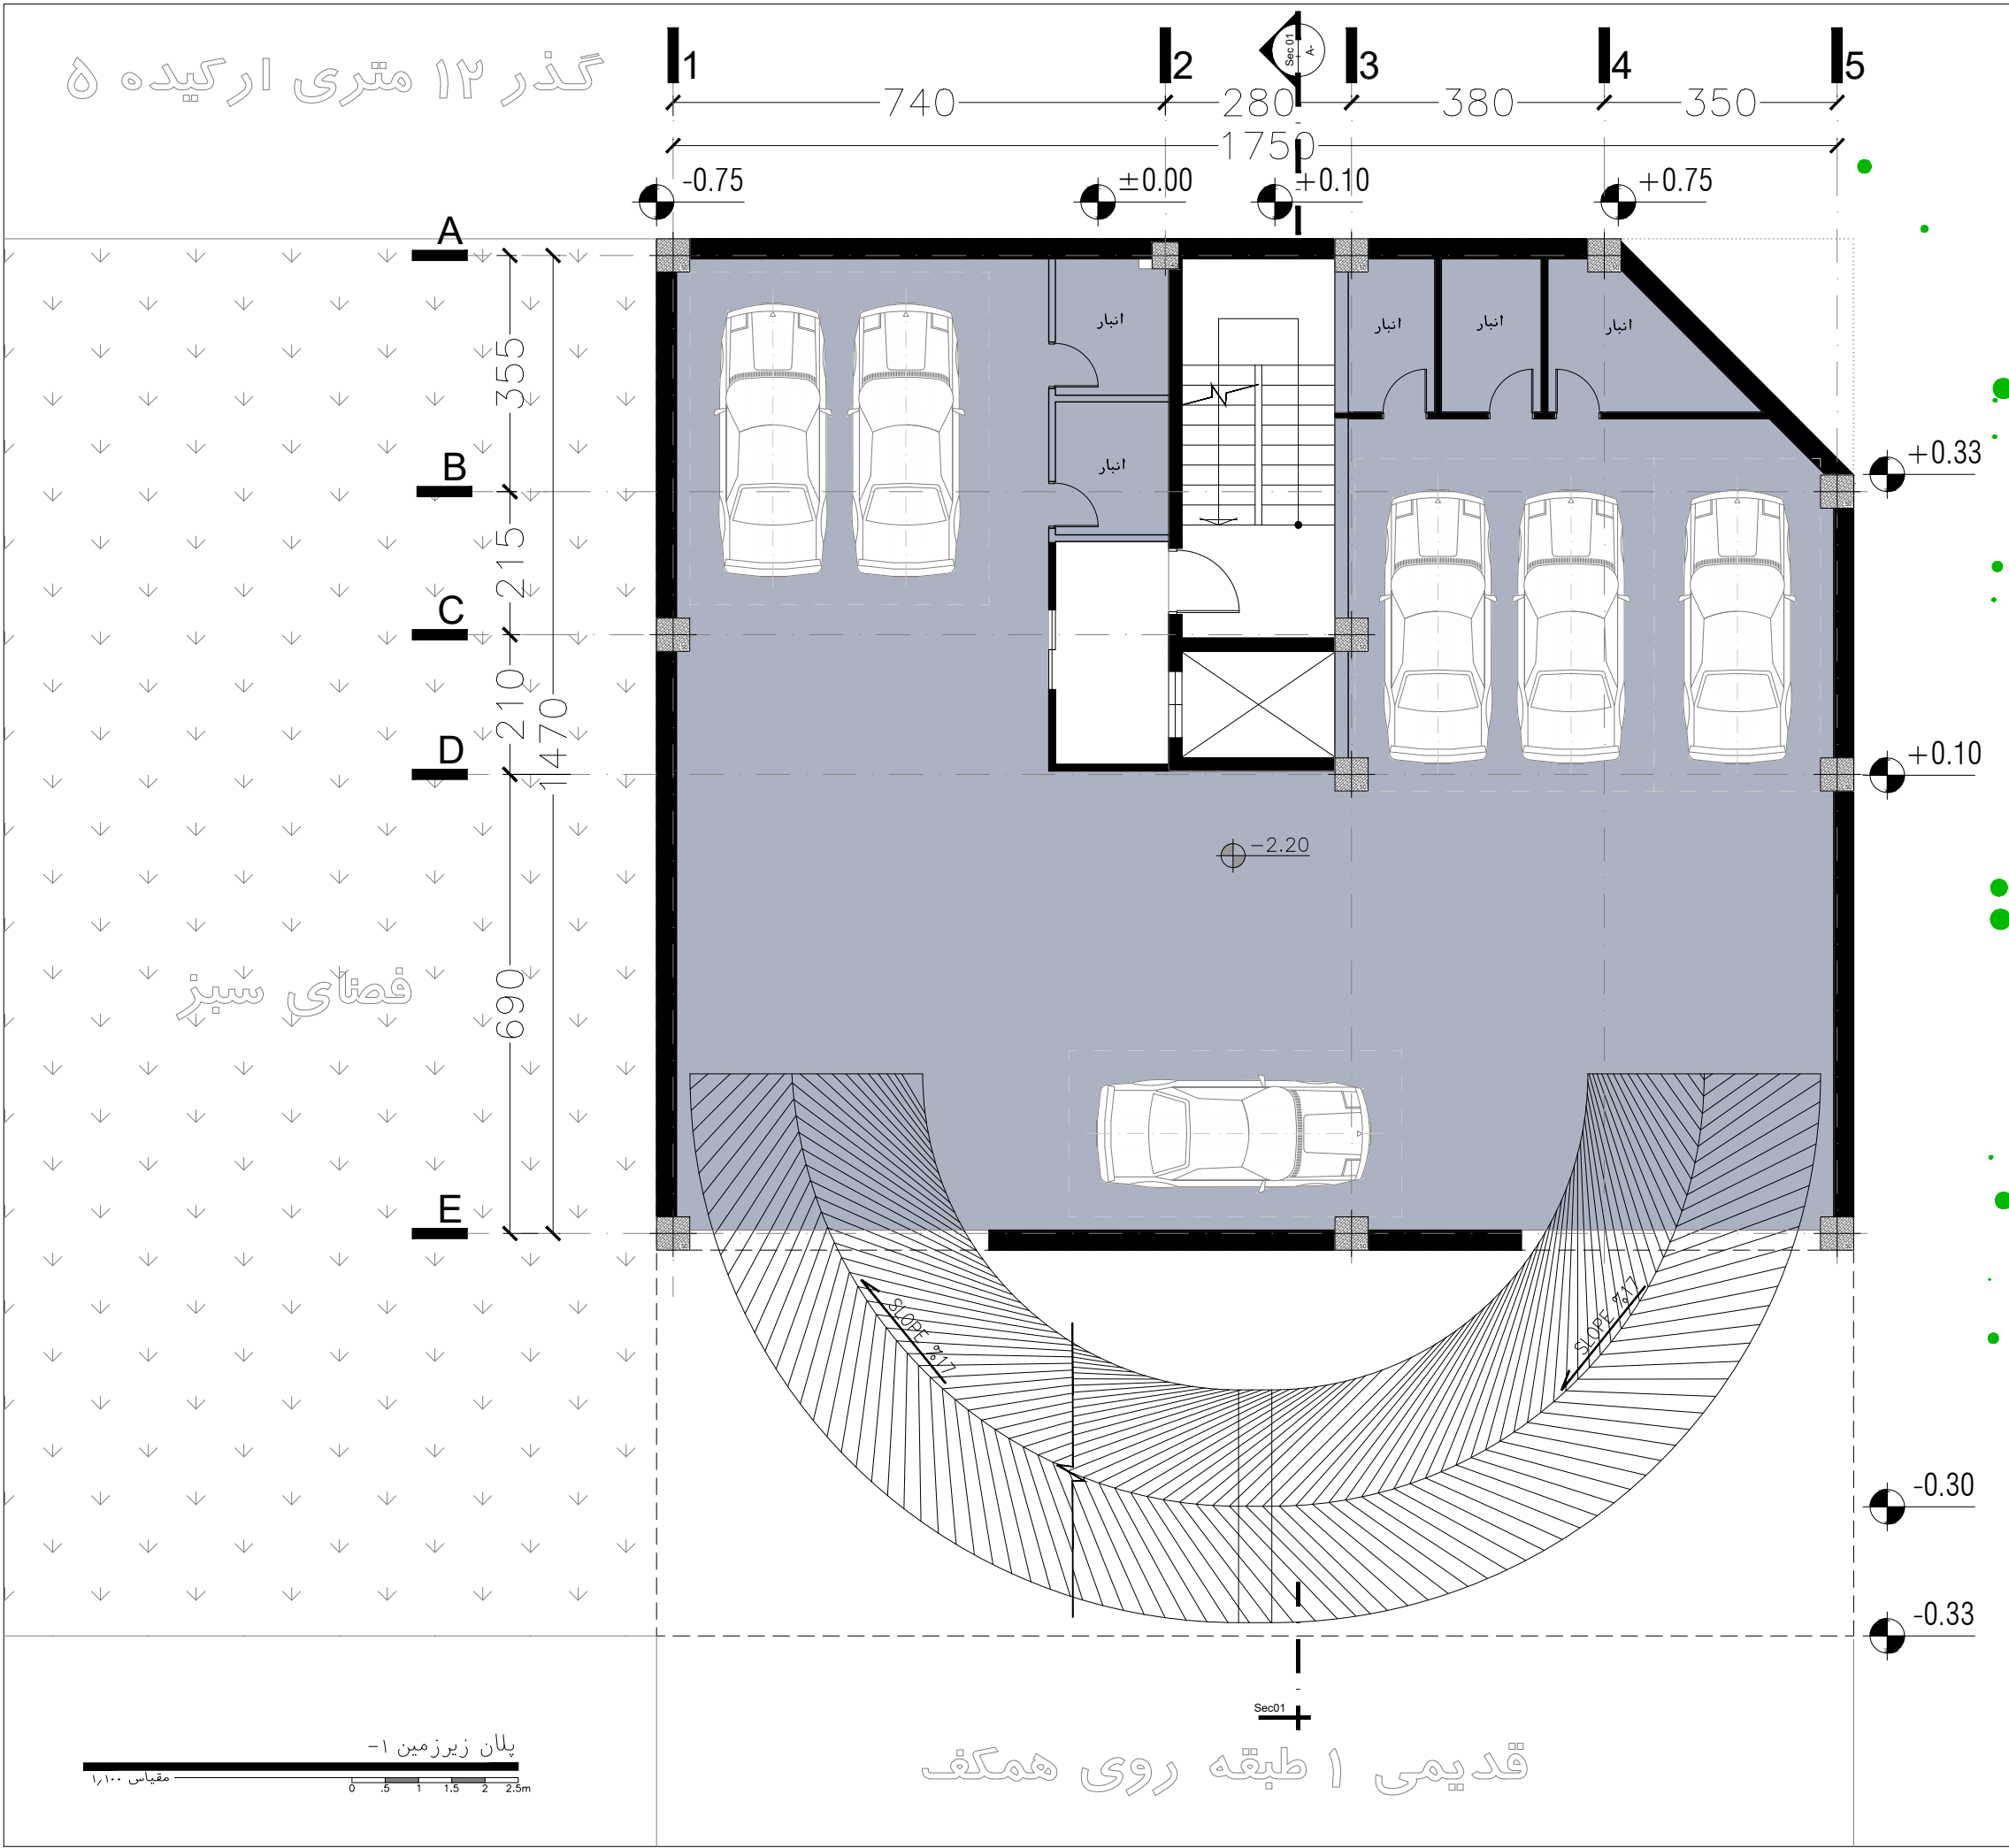 گذر ۱۲ متری ارکیده ۵
1
2
Sec 01
A-
3
4
5
740
280
380
350
1750
-0.75
±0.00
+0.10
+0.75
A
B
C
D
E
355
215
210
690
1470
انبار
انبار
انبار
انبار
انبار
+0.33
+0.10
-2.20
فضای سبز
SLOPE %17
SLOPE %17
-0.30
-0.33
Sec01
پلان زیرزمین ۱-
مقیاس ۱٫۱۰۰
0 .5 1 1.5 2 2.5m
قدیمی ۱ طبقه روی همکف